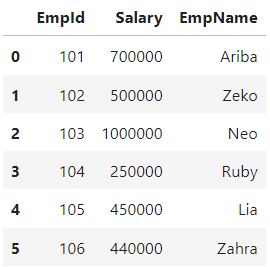 EmpId Salary EmpName
0 101 700000 Ariba
1 102 500000 Zeko
2 103 1000000 Neo
3 104 250000 Ruby
4 105 450000 Lia
5 106 440000 Zahra